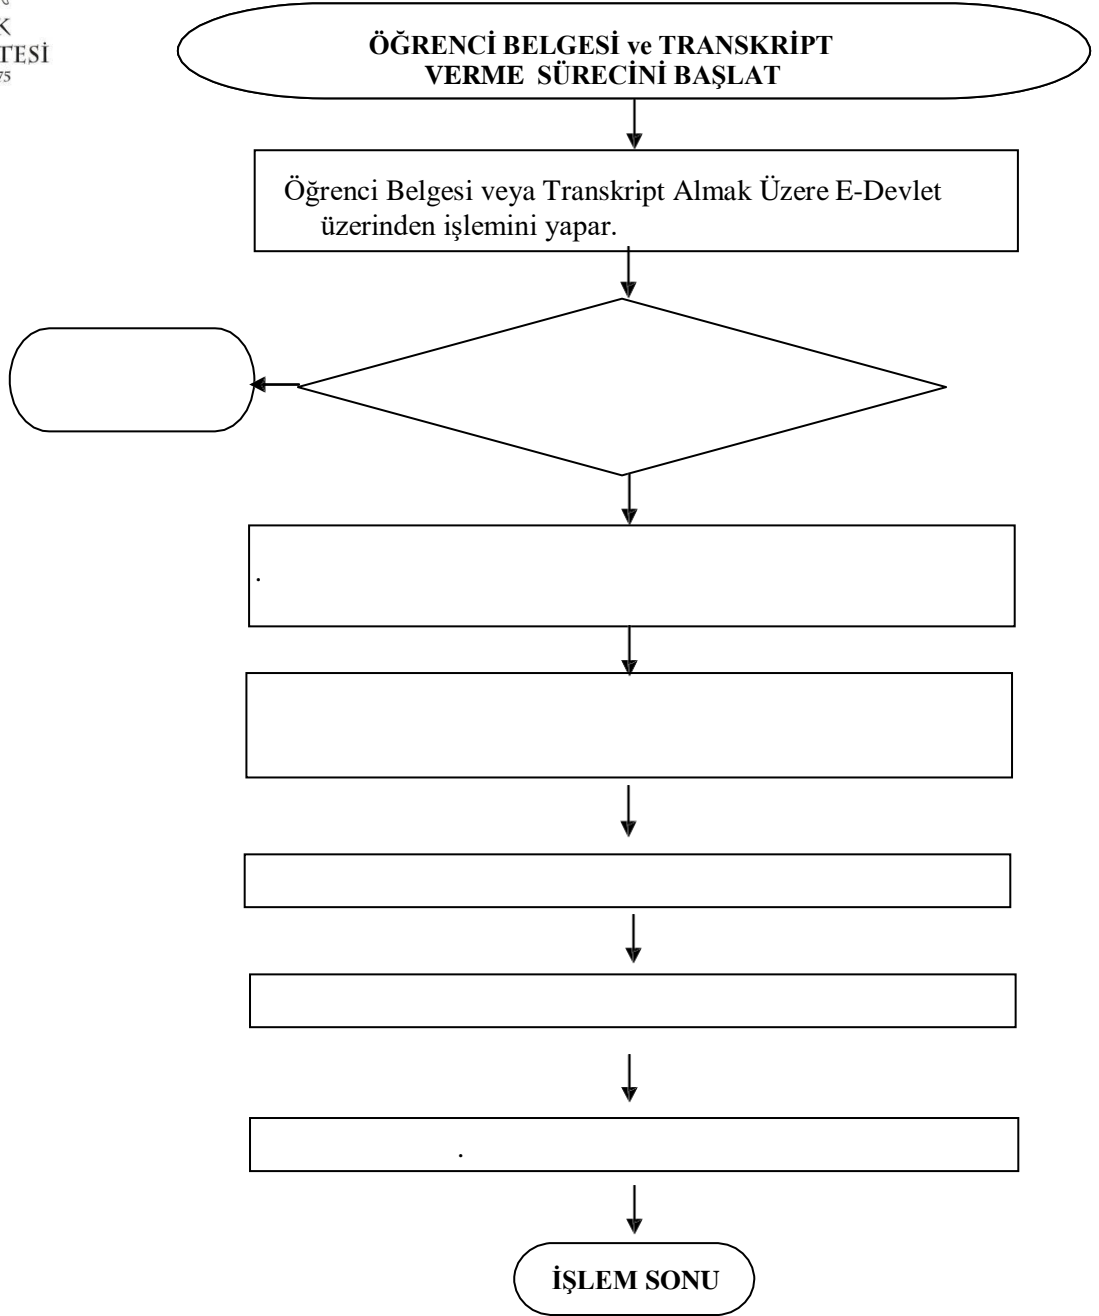 K
TESİ
75
ÖĞRENCİ BELGESİ ve TRANSKRİPT
VERME SÜRECİNİ BAŞLAT
Öğrenci Belgesi veya Transkript Almak Üzere E-Devlet
üzerinden işlemini yapar.
.
.
İŞLEM SONU